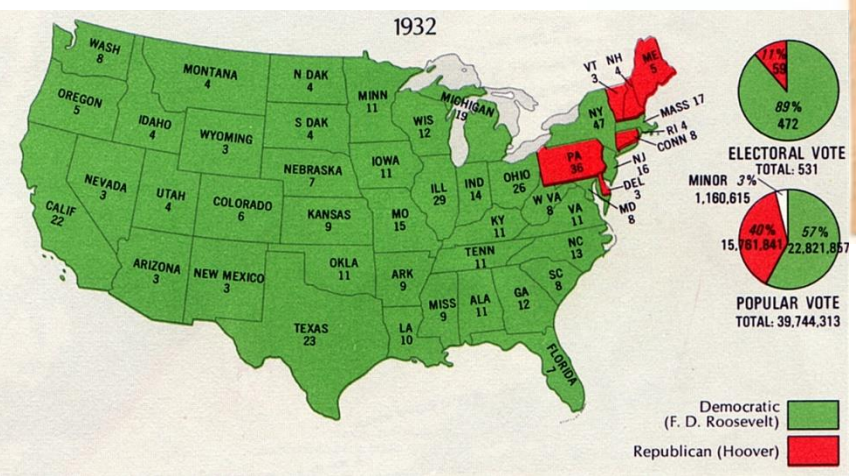 1932
WASH
8
OREGON
5
CALIF
22
NEVADA
3
IDAHO
4
MONTANA
4
WYOMING
3
UTAH
4
COLORADO
6
ARIZONA
3
NEW MEXICO
3
N DAK
4
S DAK
4
NEBRASKA
7
KANSAS
9
OKLA
11
TEXAS
23
MINN
11
IOWA
11
MO
15
ARK
9
LA
10
WIS
12
ILL
29
MICHIGAN
19
IND
14
OHIO
26
KY
11
TENN
11
MISS
9
ALA
11
GA
12
FLORIDA
7
SC
8
NC
13
VA
11
W VA
8
PA
36
NY
47
VT
3
NH
4
ME
5
MASS 17
RI 4
CONN 8
NJ
16
DEL
3
MD
8
11%
59
89%
472
ELECTORAL VOTE
TOTAL: 531
MINOR 3%
1,160,615
40%
15,761,841
57%
22,821,857
POPULAR VOTE
TOTAL: 39,744,313
Democratic
(F. D. Roosevelt)
Republican (Hoover)